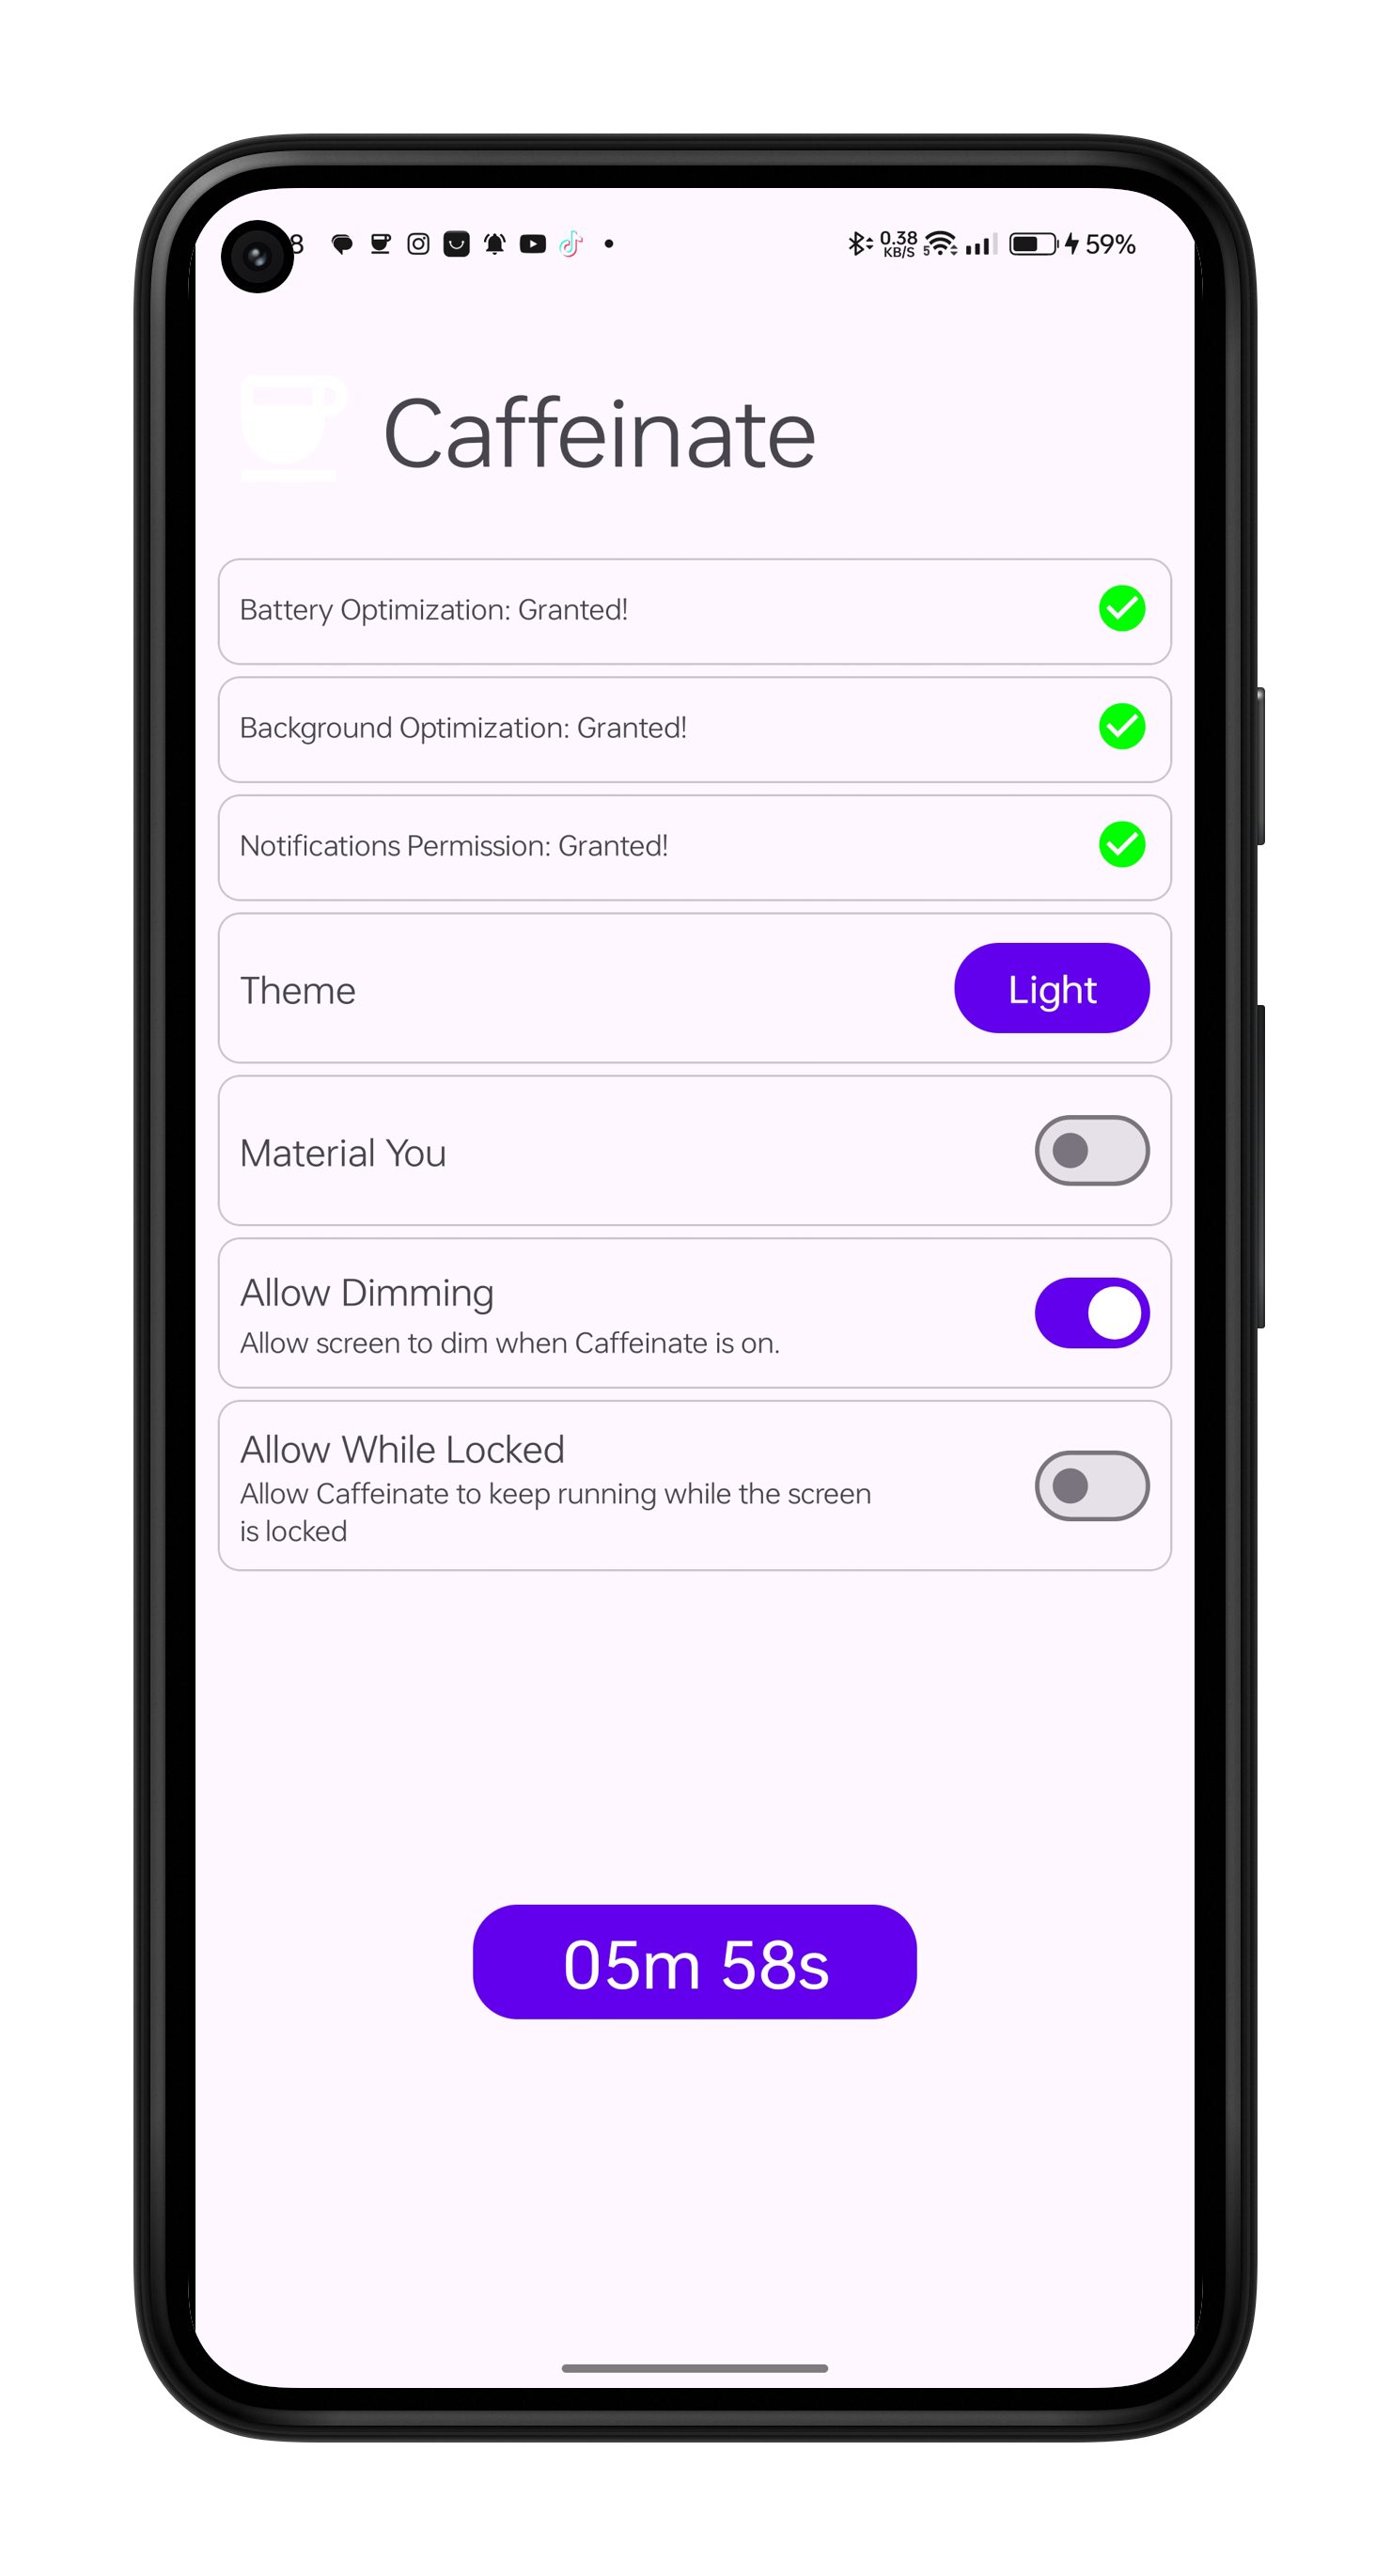 8 0.38 KB/S 5 59%
Caffeinate
Battery Optimization: Granted!
Background Optimization: Granted!
Notifications Permission: Granted!
Theme Light
Material You
Allow Dimming
Allow screen to dim when Caffeinate is on.
Allow While Locked
Allow Caffeinate to keep running while the screen
is locked
05m 58s